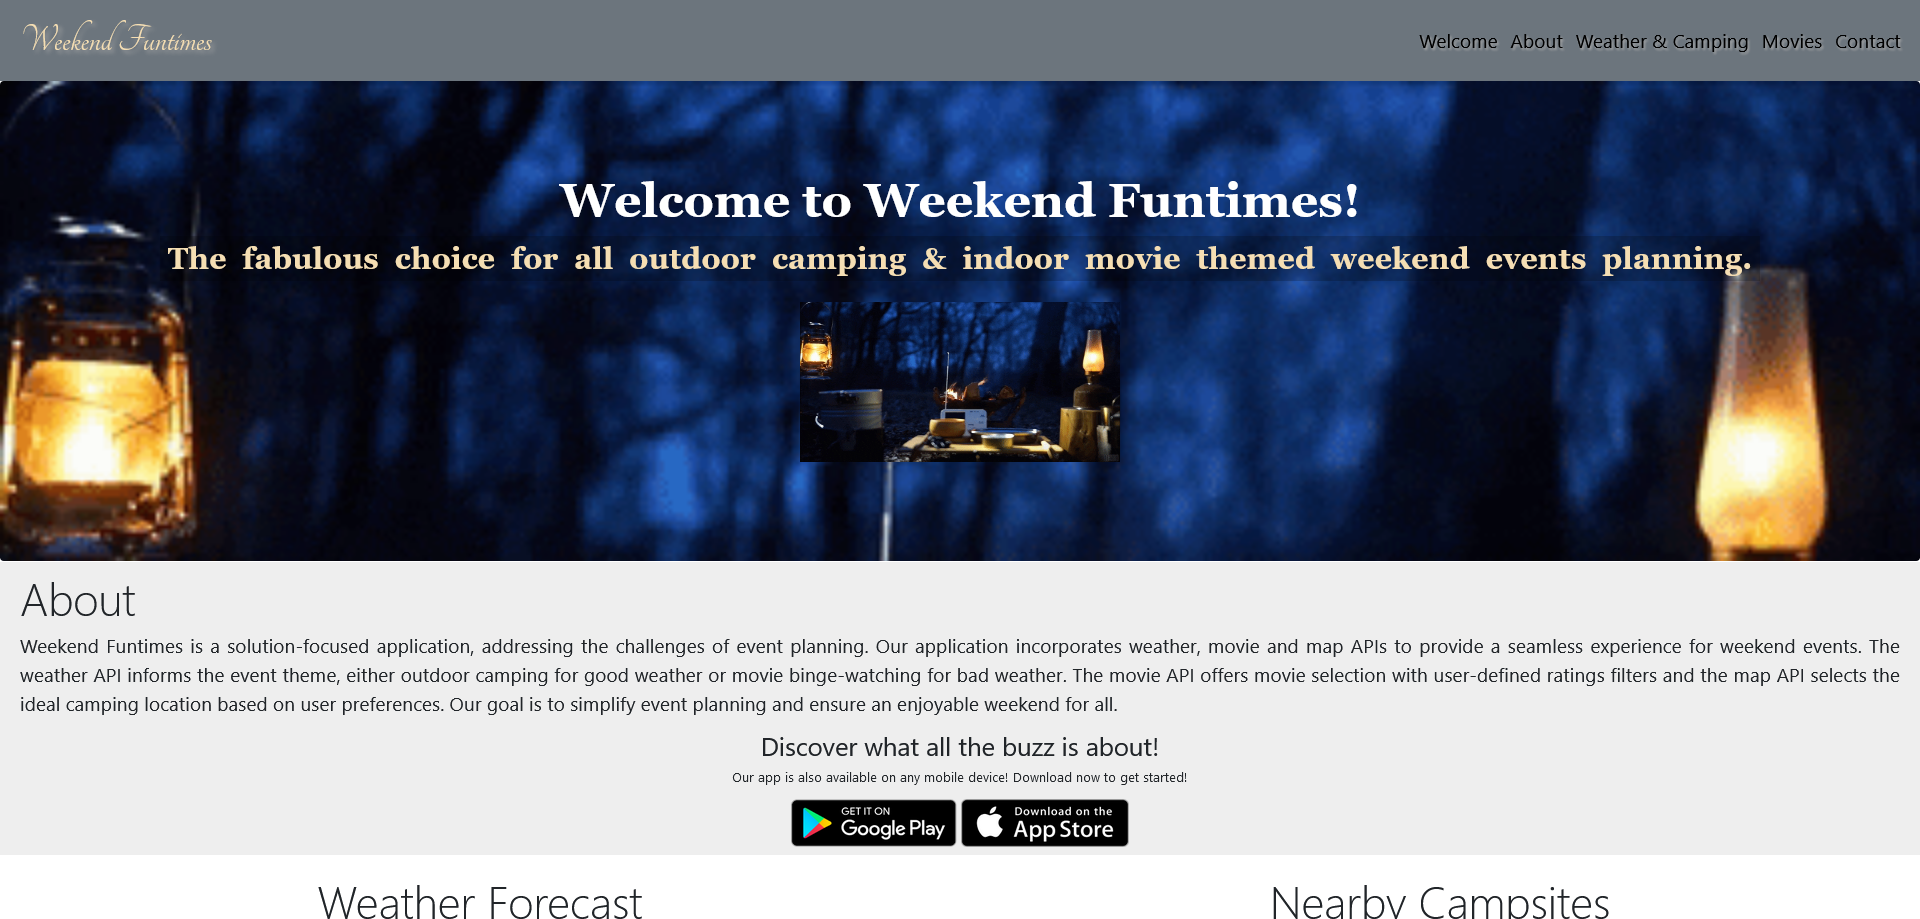 Weekend Funtimes
Welcome About Weather & Camping Movies Contact
Welcome to Weekend Funtimes!
The fabulous choice for all outdoor camping & indoor movie themed weekend events planning.
About
Weekend Funtimes is a solution-focused application, addressing the challenges of event planning. Our application incorporates weather, movie and map APIs to provide a seamless experience for weekend events. The
weather API informs the event theme, either outdoor camping for good weather or movie binge-watching for bad weather. The movie API offers movie selection with user-defined ratings filters and the map API selects the
ideal camping location based on user preferences. Our goal is to simplify event planning and ensure an enjoyable weekend for all.
Discover what all the buzz is about!
Our app is also available on any mobile device! Download now to get started!
GET IT ON
Google Play
Download on the
App Store
Weather Forecast
Nearby Campsites